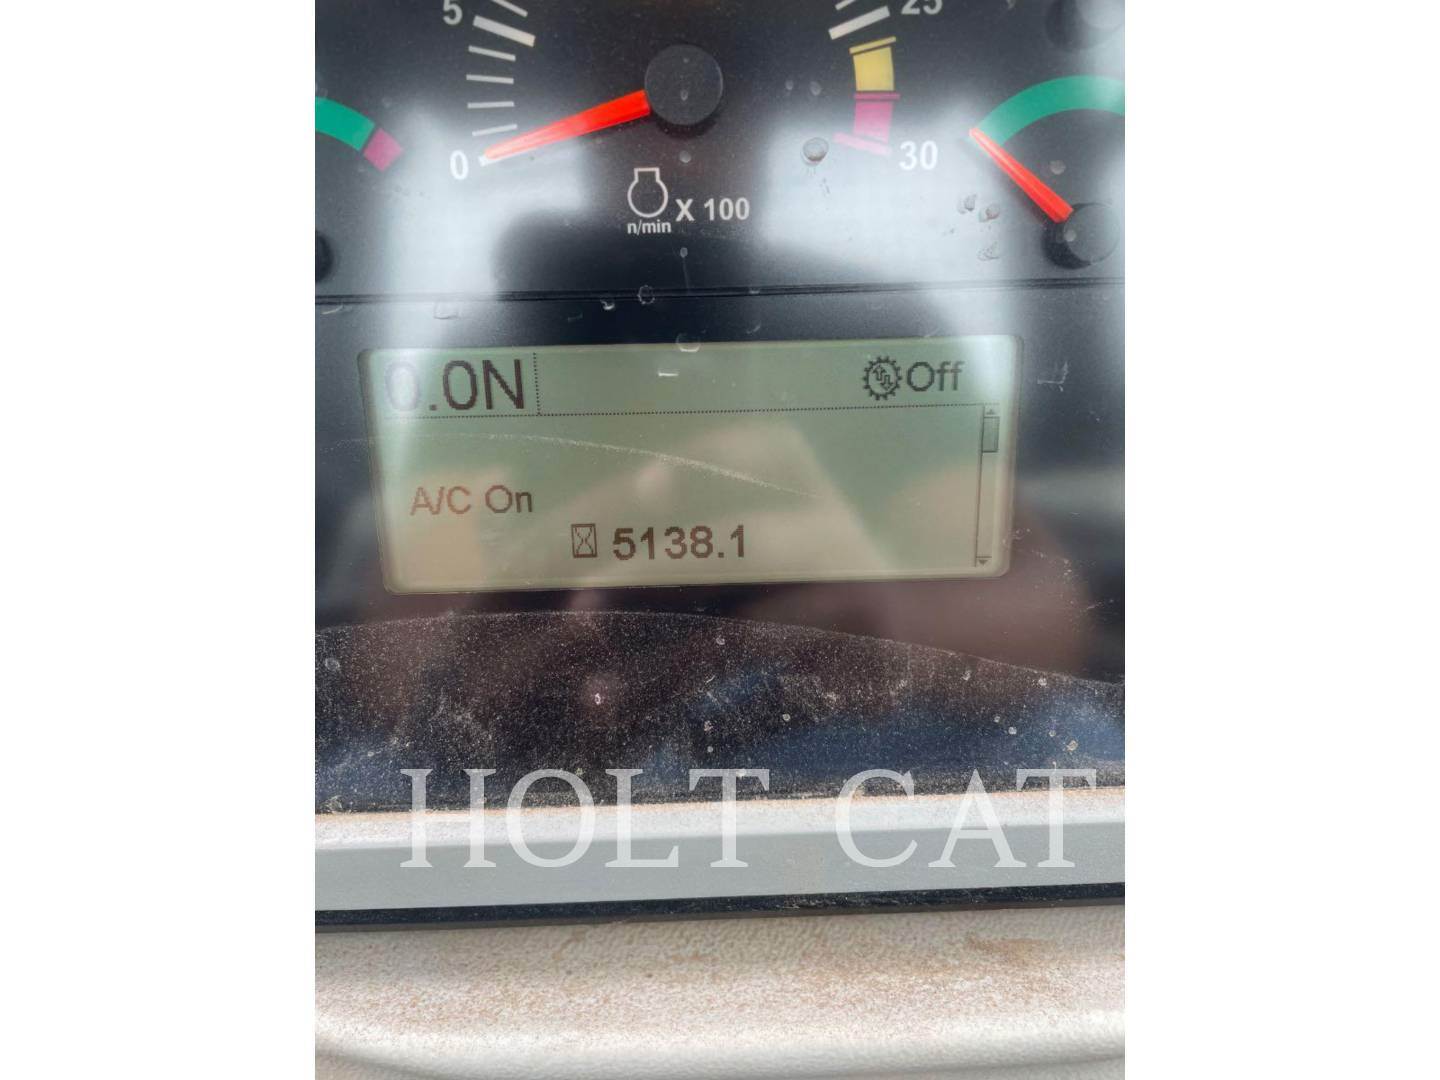 5
25
0
30
X 100
n/min
0.0N
Off
A/C On
5138.1
HOLT CAT